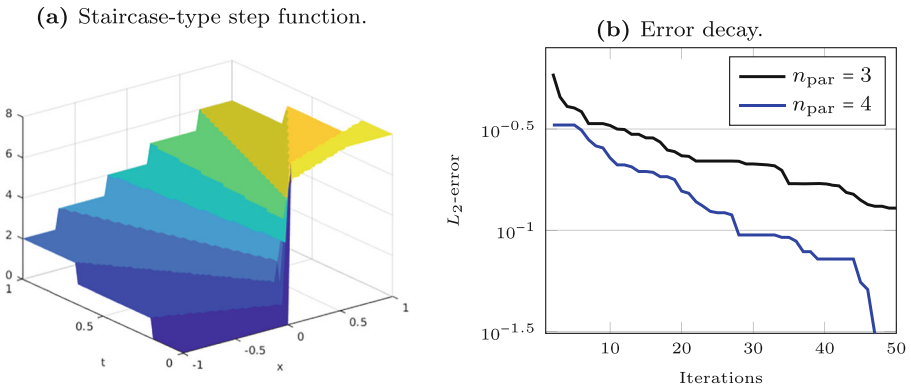 (a) Staircase-type step function.
8
6
4
2
0
1
0.5
0
t
-1
-0.5
0
0.5
1
x
(b) Error decay.
n_par = 3
n_par = 4
10^−0.5
10^−1
10^−1.5
L_2-error
10
20
30
40
50
Iterations